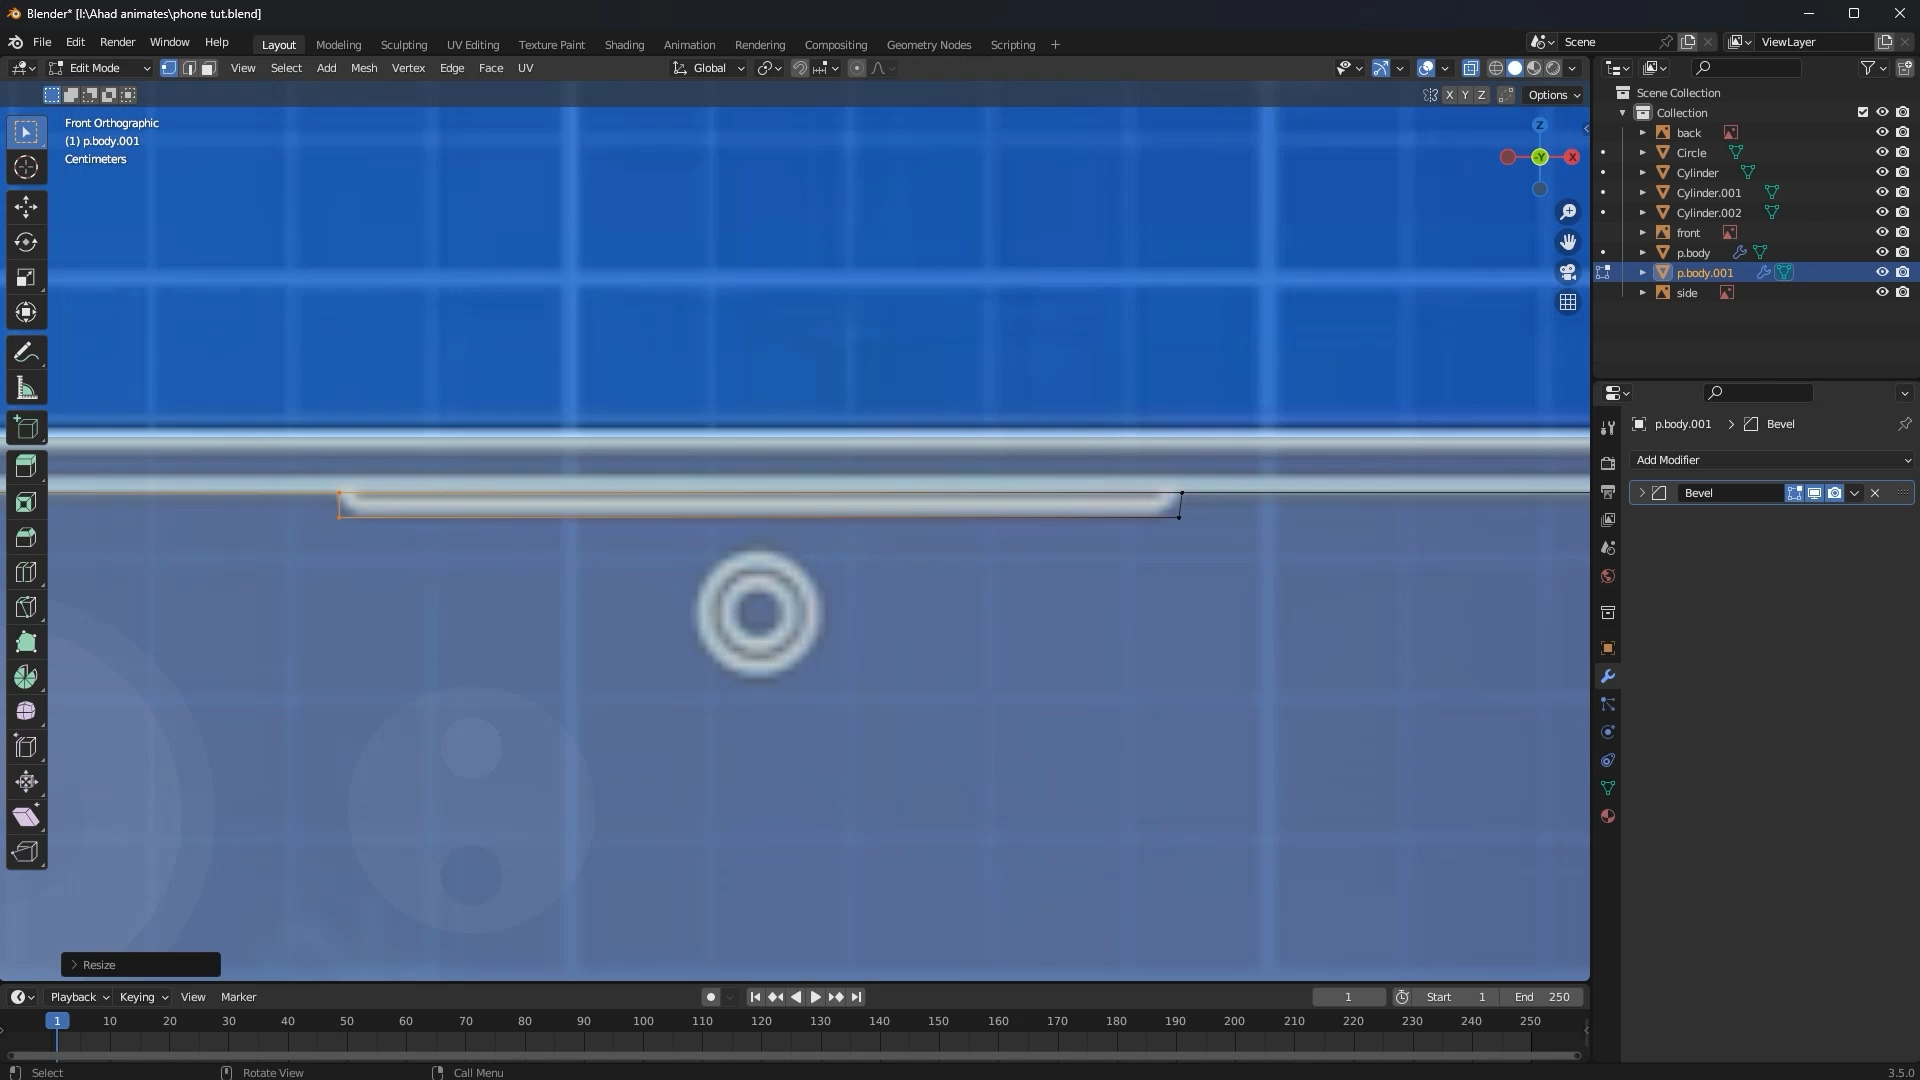 Blender* [I:\Ahad animates\phone tut.blend]
File Edit Render Window Help Layout Modeling Sculpting UV Editing Texture Paint Shading Animation Rendering Compositing Geometry Nodes Scripting + Scene ViewLayer
Edit Mode View Select Add Mesh Vertex Edge Face UV Global
X Y Z Options
Front Orthographic
(1) p.body.001
Centimeters
Z
-Y X
Scene Collection
Collection
back
Circle
Cylinder
Cylinder.001
Cylinder.002
front
p.body
p.body.001
side
p.body.001 Bevel
Add Modifier
Bevel
Resize
Playback Keying View Marker 1 Start 1 End 250
1 10 20 30 40 50 60 70 80 90 100 110 120 130 140 150 160 170 180 190 200 210 220 230 240 250
Select Rotate View Call Menu 3.5.0